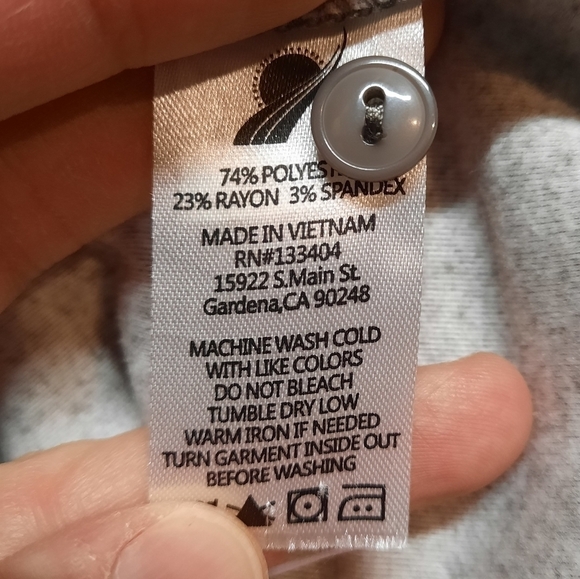 74% POLYES
23% RAYON 3% SPANDEX
MADE IN VIETNAM
RN#133404
15922 S.Main St.
Gardena,CA 90248
MACHINE WASH COLD
WITH LIKE COLORS
DO NOT BLEACH
TUMBLE DRY LOW
WARM IRON IF NEEDED
TURN GARMENT INSIDE OUT
BEFORE WASHING